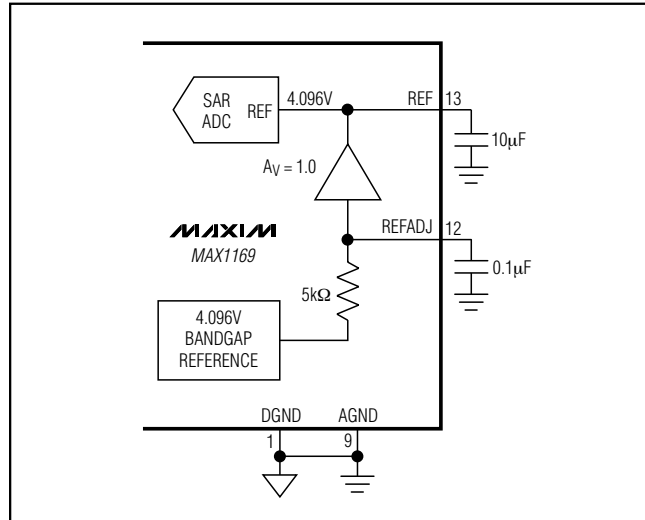 SAR
ADC
REF
4.096V
REF
13
10μF
AV = 1.0
REFADJ
12
0.1μF
MAXIM
MAX1169
5kΩ
4.096V
BANDGAP
REFERENCE
DGND
AGND
1
9